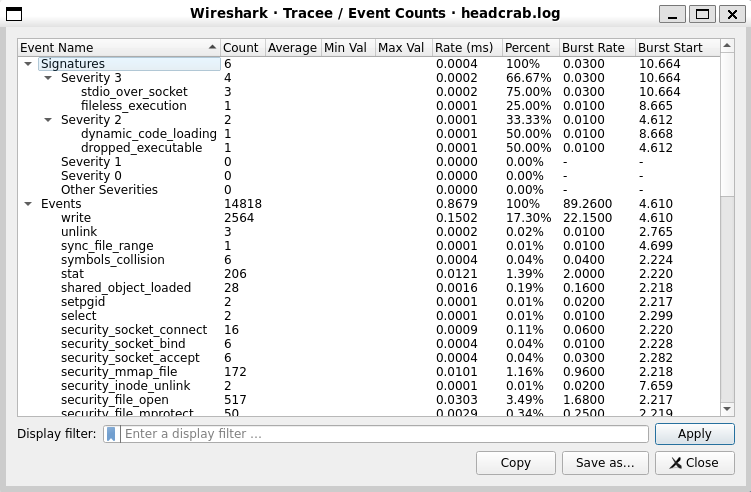 Wireshark · Tracee / Event Counts · headcrab.log
Event Name Count Average Min Val Max Val Rate (ms) Percent Burst Rate Burst Start
Signatures 6 0.0004 100% 0.0300 10.664
Severity 3 4 0.0002 66.67% 0.0300 10.664
stdio_over_socket 3 0.0002 75.00% 0.0300 10.664
fileless_execution 1 0.0001 25.00% 0.0100 8.665
Severity 2 2 0.0001 33.33% 0.0100 4.612
dynamic_code_loading 1 0.0001 50.00% 0.0100 8.668
dropped_executable 1 0.0001 50.00% 0.0100 4.612
Severity 1 0 0.0000 0.00% - -
Severity 0 0 0.0000 0.00% - -
Other Severities 0 0.0000 0.00% - -
Events 14818 0.8679 100% 89.2600 4.610
write 2564 0.1502 17.30% 22.1500 4.610
unlink 3 0.0002 0.02% 0.0100 2.765
sync_file_range 1 0.0001 0.01% 0.0100 4.699
symbols_collision 6 0.0004 0.04% 0.0400 2.224
stat 206 0.0121 1.39% 2.0000 2.220
shared_object_loaded 28 0.0016 0.19% 0.1600 2.218
setpgid 2 0.0001 0.01% 0.0200 2.217
select 2 0.0001 0.01% 0.0100 2.299
security_socket_connect 16 0.0009 0.11% 0.0600 2.220
security_socket_bind 6 0.0004 0.04% 0.0100 2.228
security_socket_accept 6 0.0004 0.04% 0.0300 2.282
security_mmap_file 172 0.0101 1.16% 0.9600 2.218
security_inode_unlink 2 0.0001 0.01% 0.0200 7.659
security_file_open 517 0.0303 3.49% 1.6800 2.217
security_file_mprotect 50 0.0029 0.34% 0.2500 2.219
Display filter: Enter a display filter … Apply
Copy Save as… Close